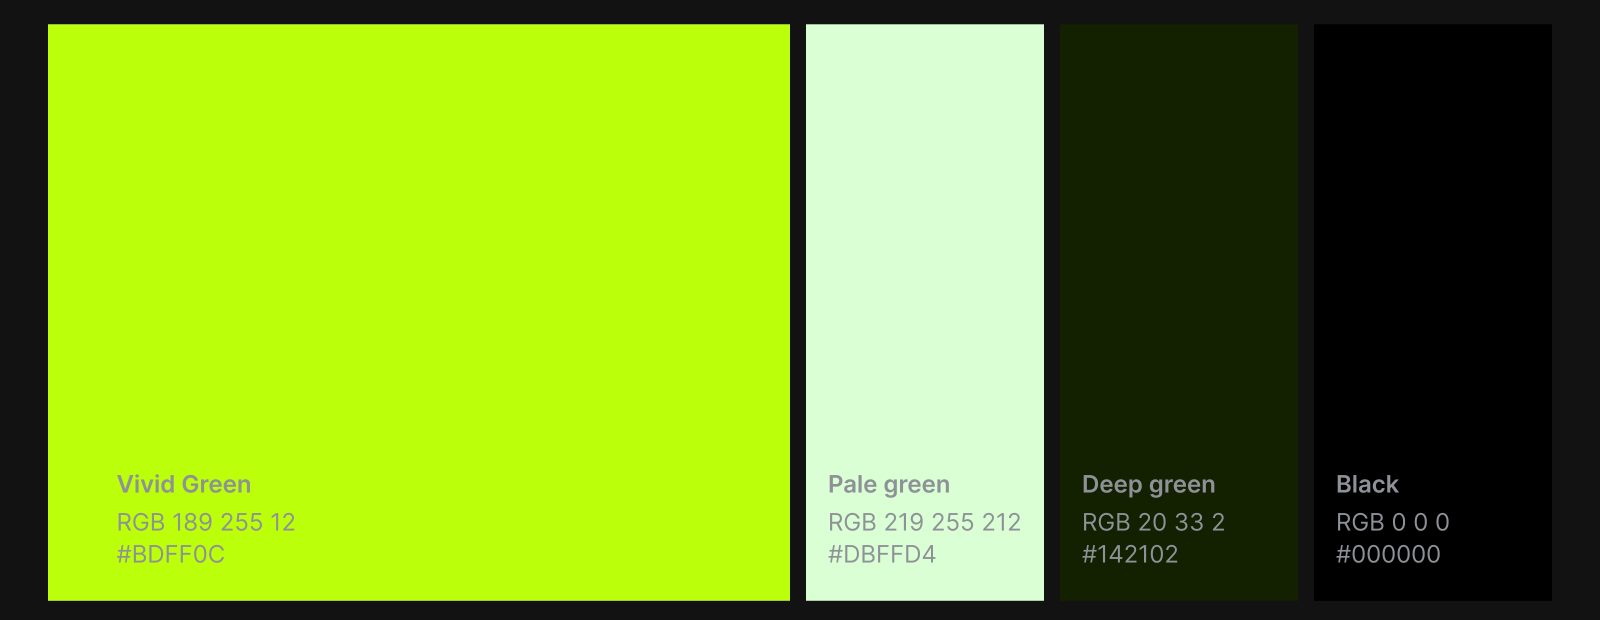 Vivid Green
RGB 189 255 12
#BDFF0C
Pale green
RGB 219 255 212
#DBFFD4
Deep green
RGB 20 33 2
#142102
Black
RGB 0 0 0
#000000